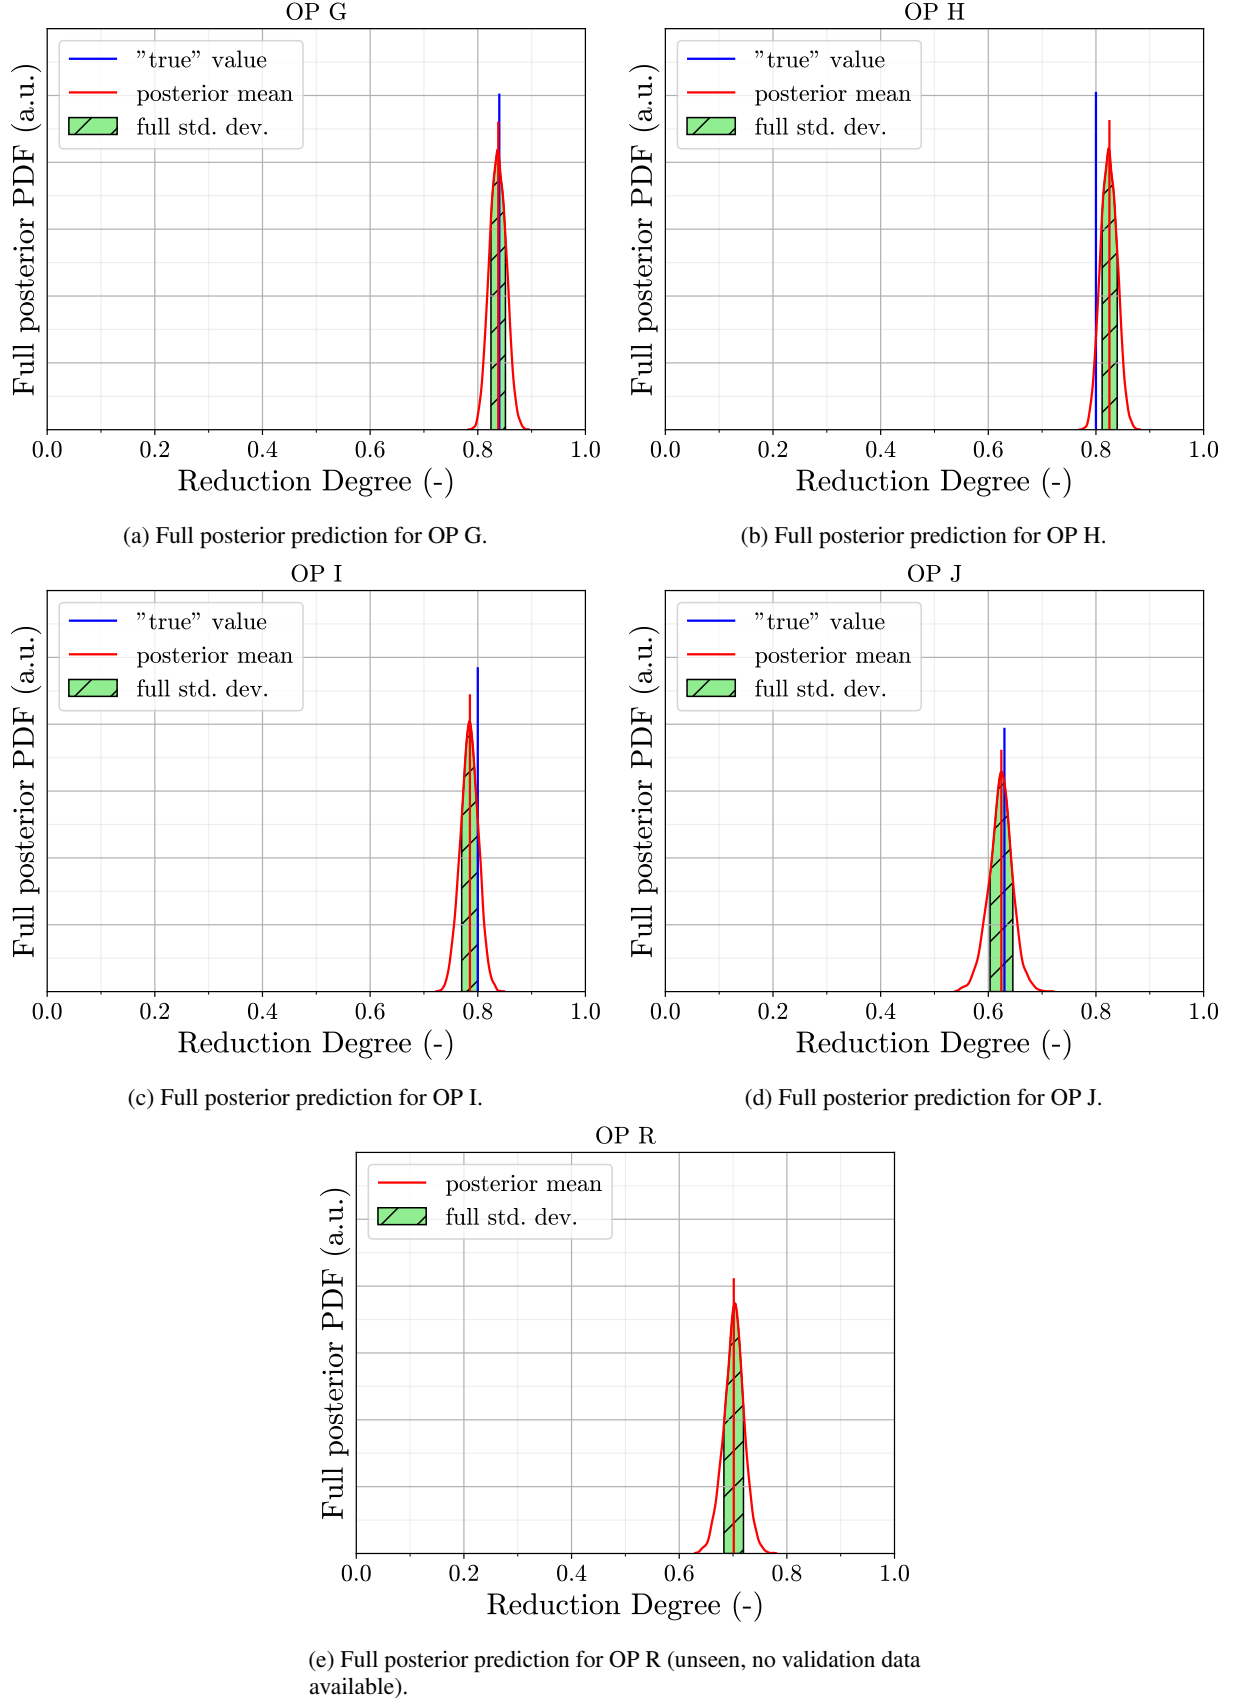 OP G
"true" value
posterior mean
full std. dev.
Full posterior PDF (a.u.)
0.0 0.2 0.4 0.6 0.8 1.0
Reduction Degree (-)
(a) Full posterior prediction for OP G.
OP H
"true" value
posterior mean
full std. dev.
Full posterior PDF (a.u.)
0.0 0.2 0.4 0.6 0.8 1.0
Reduction Degree (-)
(b) Full posterior prediction for OP H.
OP I
"true" value
posterior mean
full std. dev.
Full posterior PDF (a.u.)
0.0 0.2 0.4 0.6 0.8 1.0
Reduction Degree (-)
(c) Full posterior prediction for OP I.
OP J
"true" value
posterior mean
full std. dev.
Full posterior PDF (a.u.)
0.0 0.2 0.4 0.6 0.8 1.0
Reduction Degree (-)
(d) Full posterior prediction for OP J.
OP R
posterior mean
full std. dev.
Full posterior PDF (a.u.)
0.0 0.2 0.4 0.6 0.8 1.0
Reduction Degree (-)
(e) Full posterior prediction for OP R (unseen, no validation data
available).